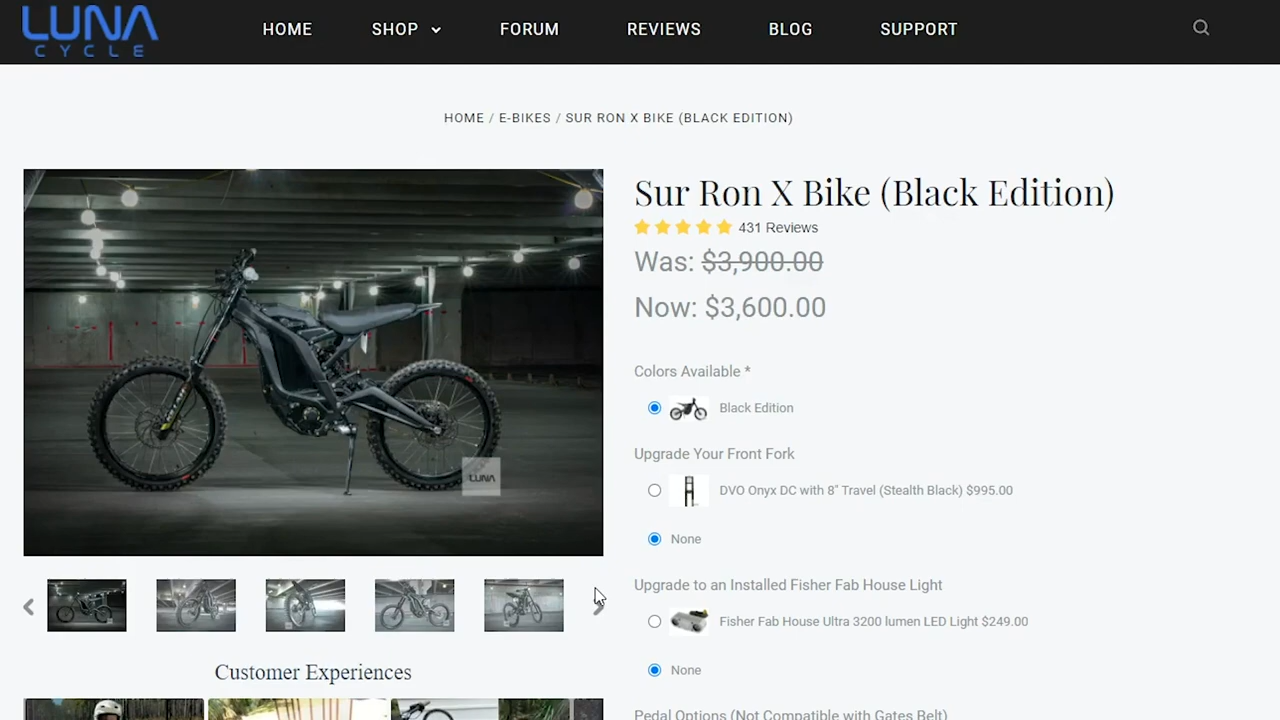 LUNA
CYCLE
HOME
SHOP
FORUM
REVIEWS
BLOG
SUPPORT
HOME / E-BIKES / SUR RON X BIKE (BLACK EDITION)
Sur Ron X Bike (Black Edition)
431 Reviews
Was: $3,900.00
Now: $3,600.00
Colors Available *
Black Edition
Upgrade Your Front Fork
DVO Onyx DC with 8" Travel (Stealth Black) $995.00
None
LUNA
Upgrade to an Installed Fisher Fab House Light
Fisher Fab House Ultra 3200 lumen LED Light $249.00
None
Customer Experiences
Pedal Options (Not Compatible with Gates Belt)